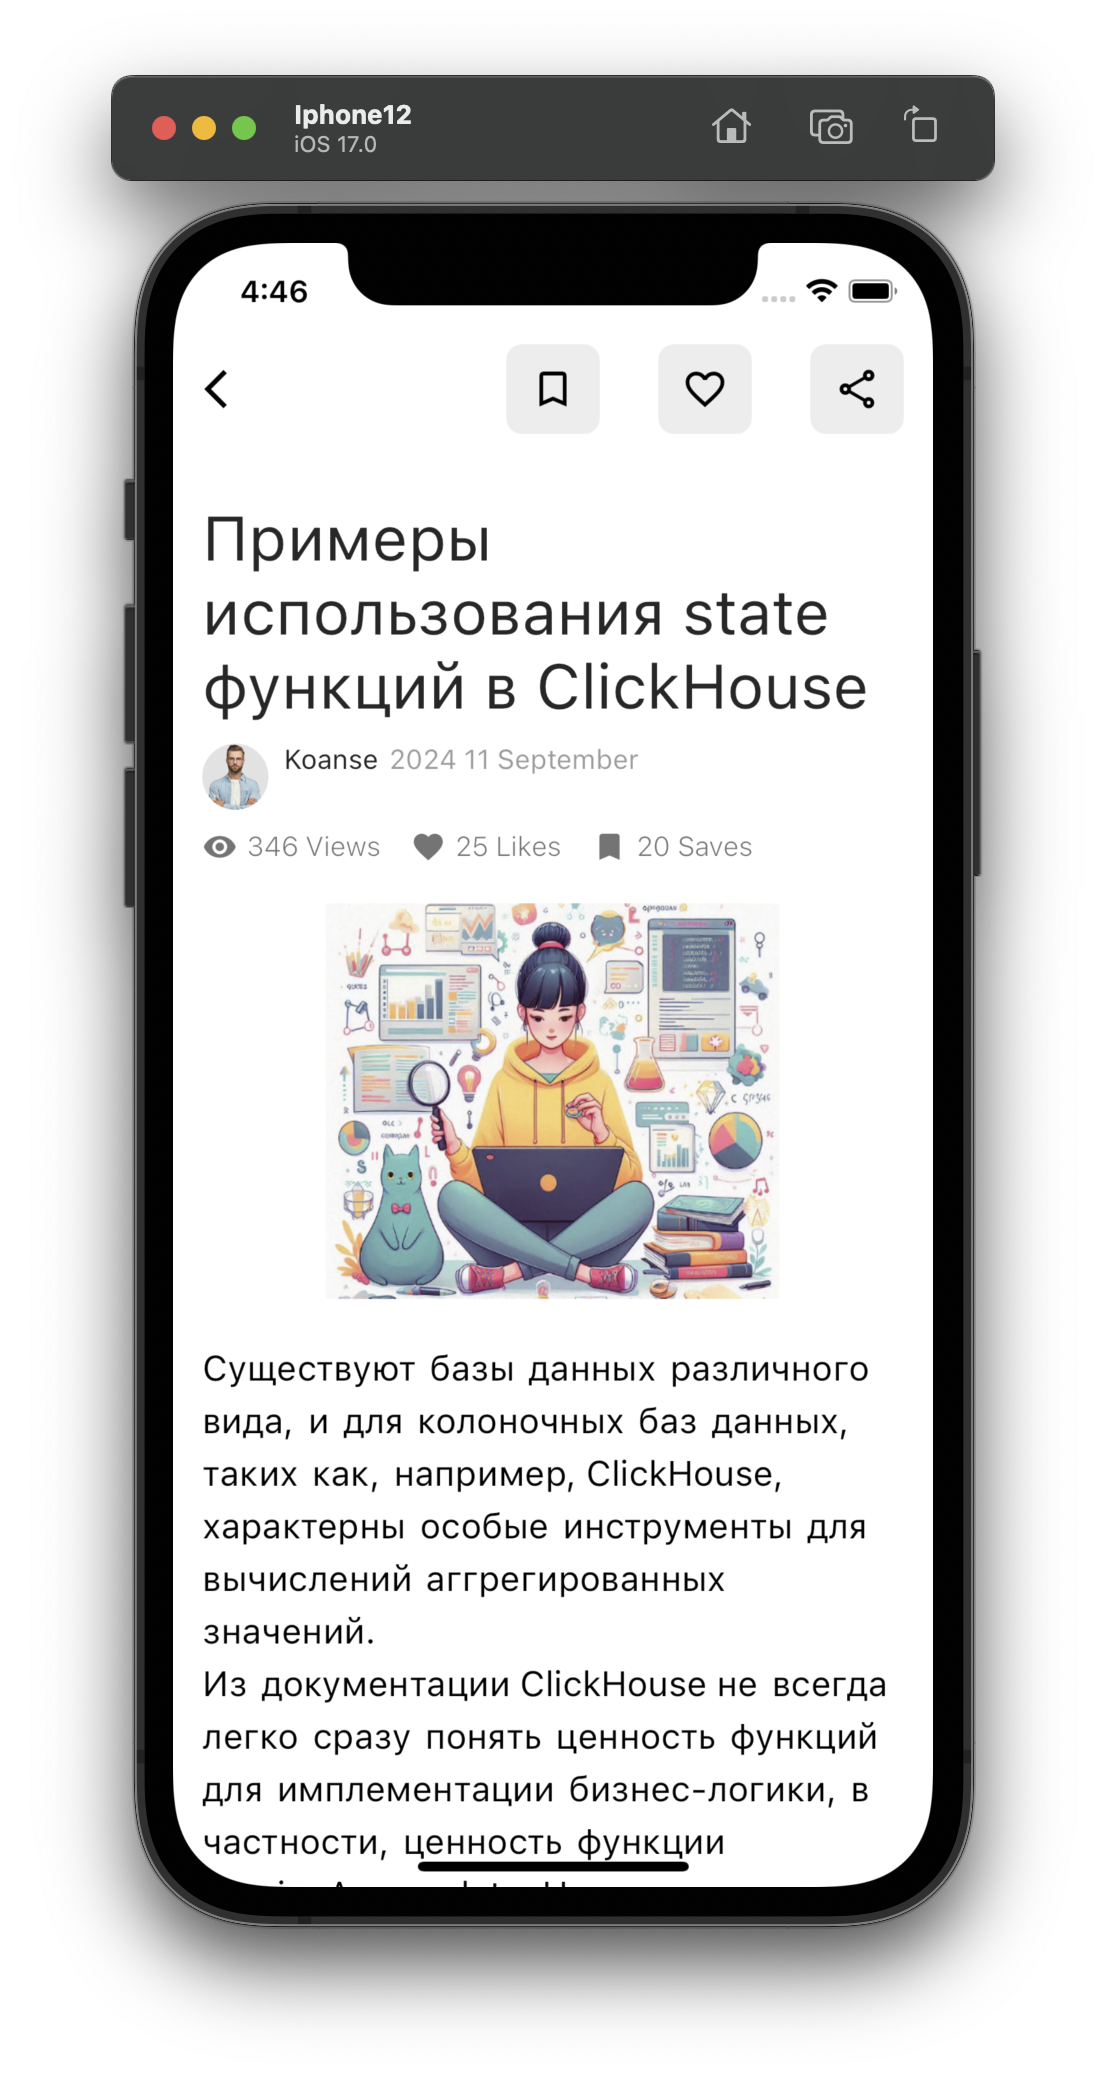 Iphone12
iOS 17.0
4:46
Примеры
использования state
функций в ClickHouse
Koanse 2024 11 September
346 Views 25 Likes 20 Saves
Существуют базы данных различного
вида, и для колоночных баз данных,
таких как, например, ClickHouse,
характерны особые инструменты для
вычислений аггрегированных
значений.
Из документации ClickHouse не всегда
легко сразу понять ценность функций
для имплементации бизнес-логики, в
частности, ценность функции